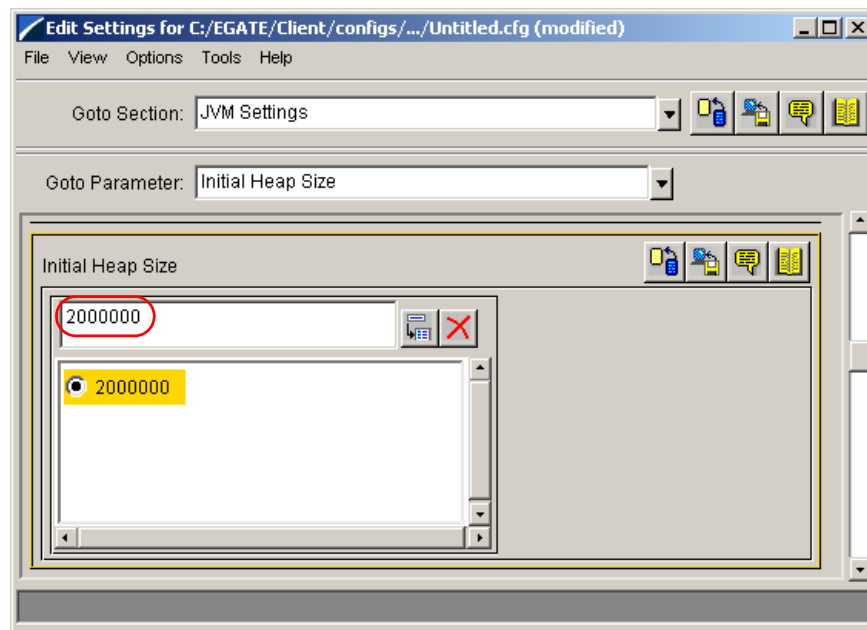 Edit Settings for C:/EGATE/Client/configs/.../Untitled.cfg (modified)
File View Options Tools Help
Goto Section: JVM Settings
Goto Parameter: Initial Heap Size
Initial Heap Size
2000000
2000000